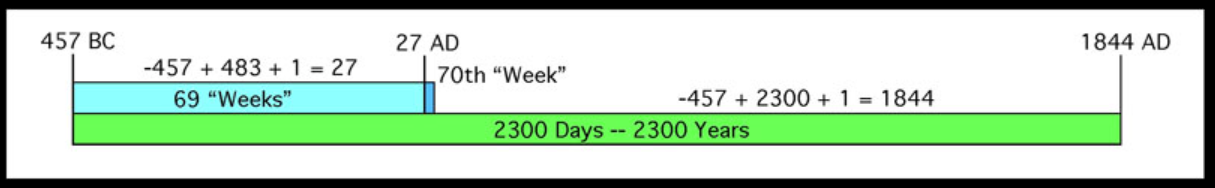 457 BC
27 AD
1844 AD
-457 + 483 + 1 = 27
70th “Week”
69 “Weeks”
-457 + 2300 + 1 = 1844
2300 Days -- 2300 Years